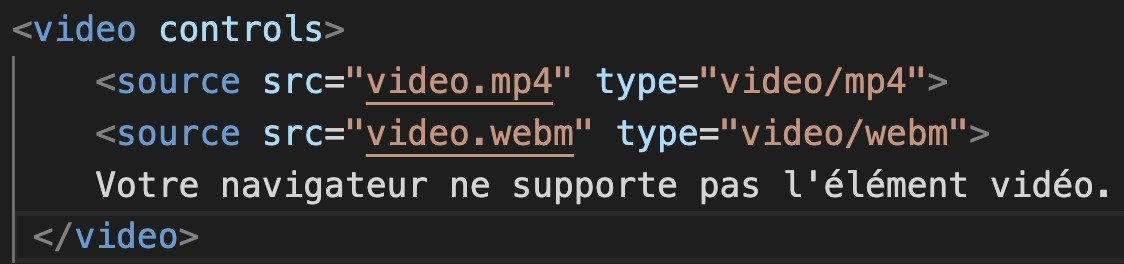 <video controls>
<source src="video.mp4" type="video/mp4">
<source src="video.webm" type="video/webm">
Votre navigateur ne supporte pas l'élément vidéo.
</video>